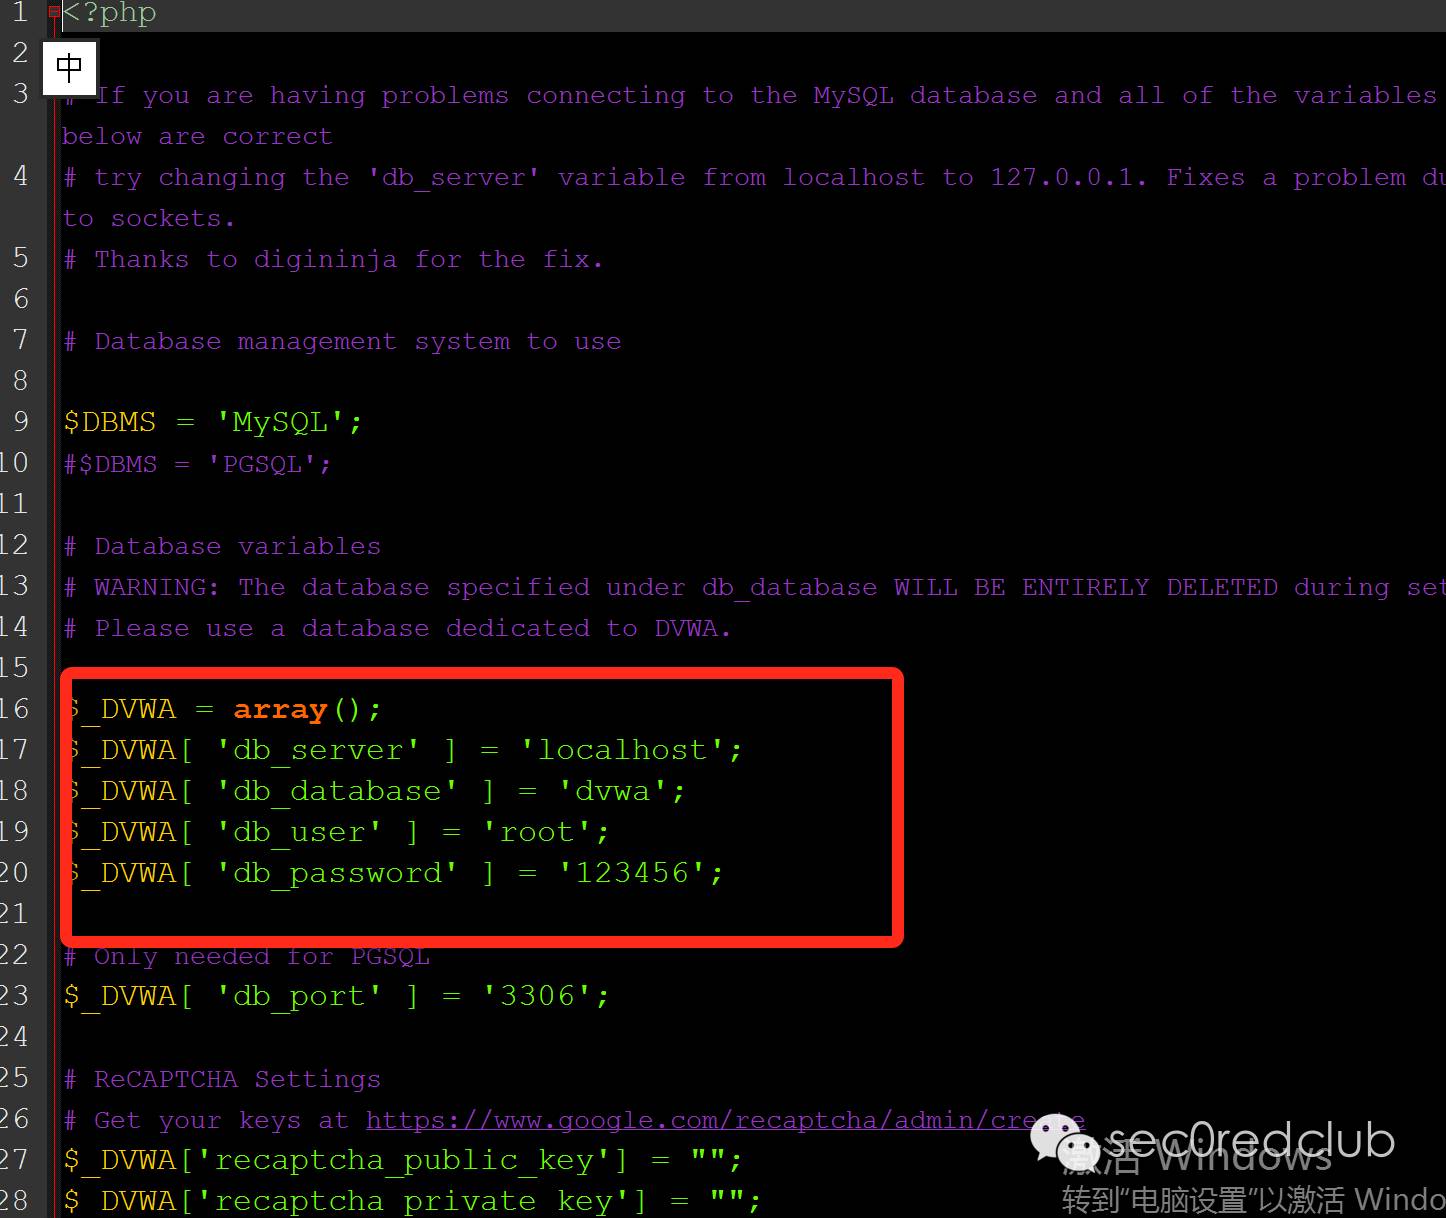 1 <?php
2
中
3 # If you are having problems connecting to the MySQL database and all of the variables
below are correct
4 # try changing the 'db_server' variable from localhost to 127.0.0.1. Fixes a problem
to sockets.
5 # Thanks to digininja for the fix.
6
7 # Database management system to use
8
9 $DBMS = 'MySQL';
10 #$DBMS = 'PGSQL';
11
12 # Database variables
13 # WARNING: The database specified under db_database WILL BE ENTIRELY DELETED during
14 # Please use a database dedicated to DVWA.
15
16 $_DVWA = array();
17 $_DVWA[ 'db_server' ] = 'localhost';
18 $_DVWA[ 'db_database' ] = 'dvwa';
19 $_DVWA[ 'db_user' ] = 'root';
20 $_DVWA[ 'db_password' ] = '123456';
21
22 # Only needed for PGSQL
23 $_DVWA[ 'db_port' ] = '3306';
24
25 # ReCAPTCHA Settings
26 # Get your keys at https://www.google.com/recaptcha/admin/create
27 $_DVWA['recaptcha_public_key'] = "";
28 $_DVWA['recaptcha_private_key'] = "";
sec0redclub
激活 Windows
转到“电脑设置”以激活 Windo